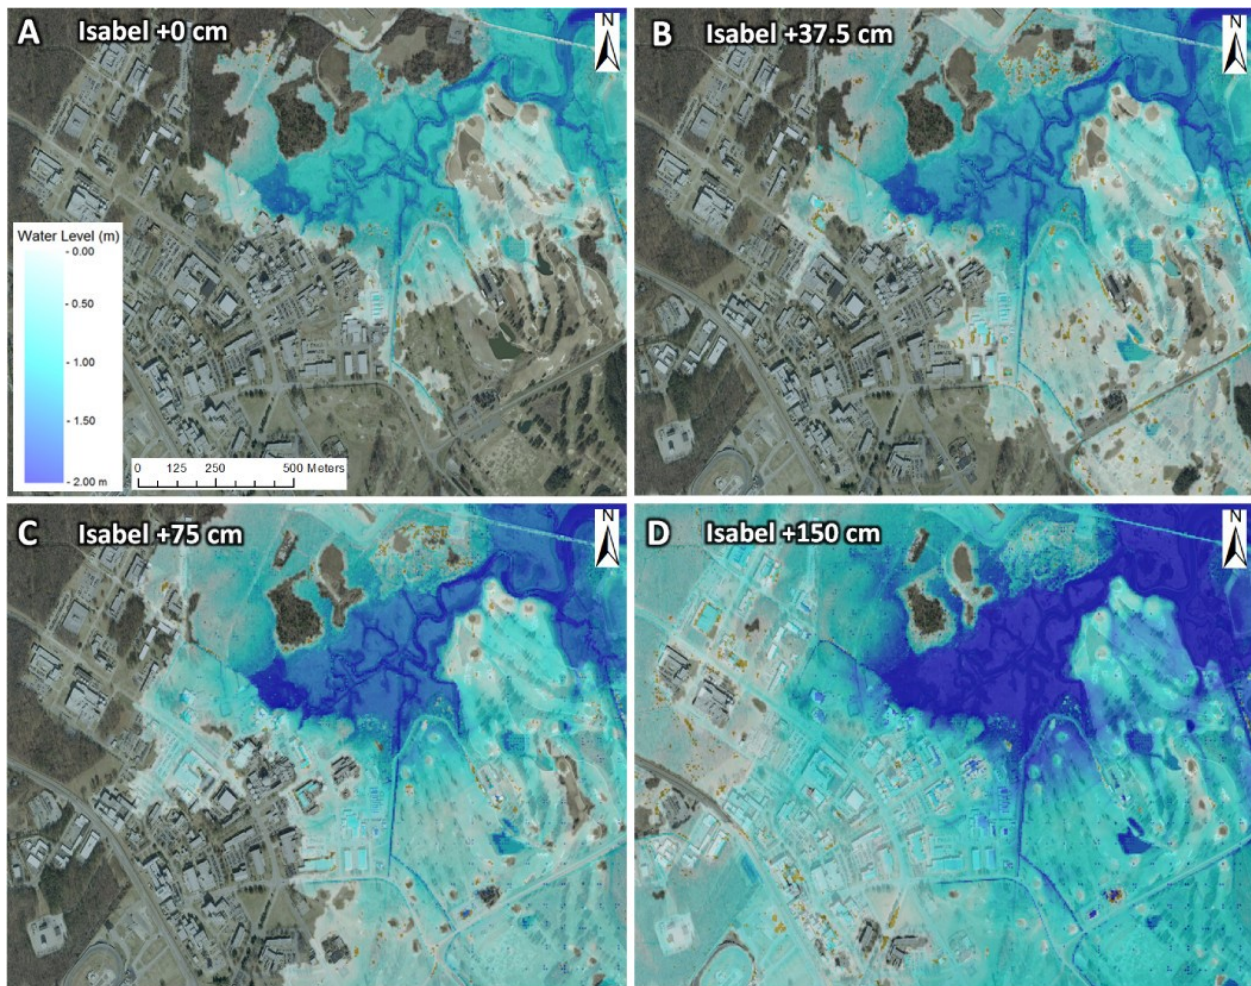 A Isabel +0 cm
N
B Isabel +37.5 cm
N
Water Level (m)
- 0.00
- 0.50
- 1.00
- 1.50
- 2.00 m
0 125 250 500 Meters
C Isabel +75 cm
N
D Isabel +150 cm
N